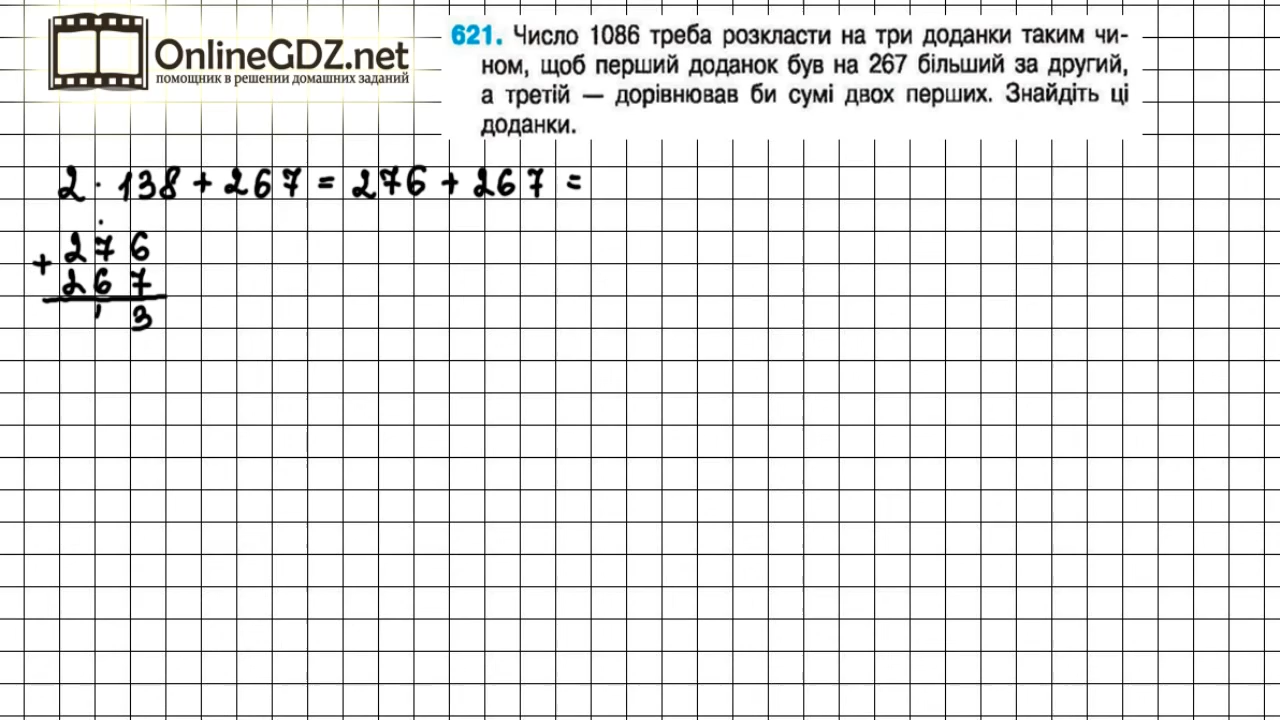 OnlineGDZ.net
помощник в решении домашних заданий
621. Число 1086 треба розкласти на три доданки таким чи-
ном, щоб перший доданок був на 267 більший за другий,
а третій — дорівнював би сумі двох перших. Знайдіть ці
доданки.
2 · 138 + 267 = 276 + 267 =
276
+
267
13